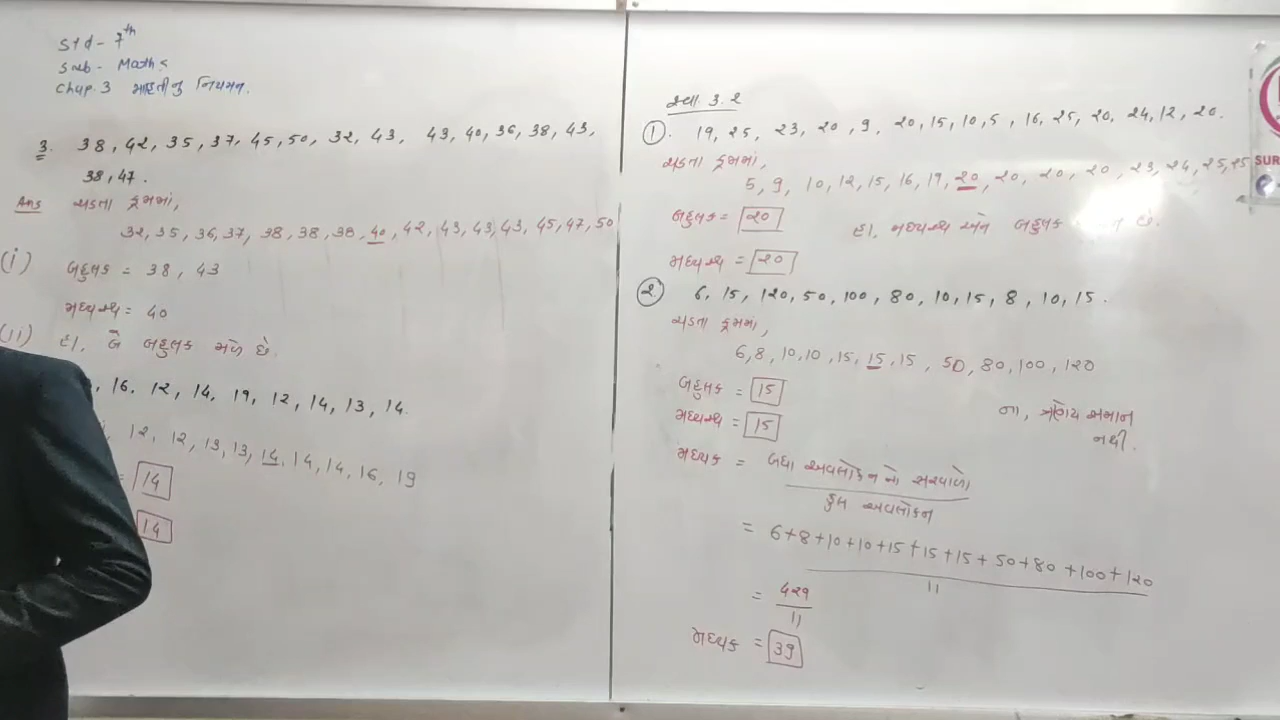 Std - 7th
Sub - Maths
Chap. 3 માહિતીનું નિયમન.
3. 38, 42, 35, 37, 45, 50, 32, 43, 43, 40, 36, 38, 43,
38, 47.
Ans ચડતા ક્રમમાં,
32, 35, 36, 37, 38, 38, 38, 40, 42, 43, 43, 43, 45, 47, 50
(i) બહુલક = 38, 43
મધ્યસ્થ = 40
(ii) હા, બે બહુલક મળે છે.
, 16, 12, 14, 19, 12, 14, 13, 14.
12, 12, 13, 13, 14, 14, 14, 16, 19
= 14
14
સ્વા. 3.2
1. 19, 25, 23, 20, 9, 20, 15, 10, 5, 16, 25, 20, 24, 12, 20.
ચડતા ક્રમમાં,
5, 9, 10, 12, 15, 16, 19, 20, 20, 20, 20, 23, 24, 25, 25
બહુલક = 20
હા, મધ્યસ્થ અને બહુલક છે.
મધ્યસ્થ = 20
2. 6, 15, 120, 50, 100, 80, 10, 15, 8, 10, 15.
ચડતા ક્રમમાં,
6, 8, 10, 10, 15, 15, 15, 50, 80, 100, 120
બહુલક = 15
મધ્યસ્થ = 15
ના, ત્રણેય સમાન
નથી.
મધ્યક = બધા અવલોકનનો સરવાળો
કુલ અવલોકન
= 6+8+10+10+15+15+15+50+80+100+120
11
= 429
11
મધ્યક = 39
SUR